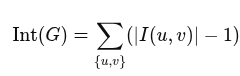 Int(G) = ∑_{{u,v}} (|I(u, v)| − 1)